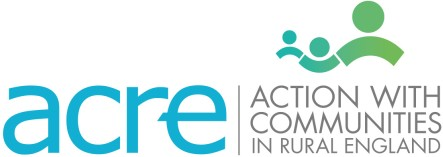 acre
ACTION WITH
COMMUNITIES
IN RURAL ENGLAND